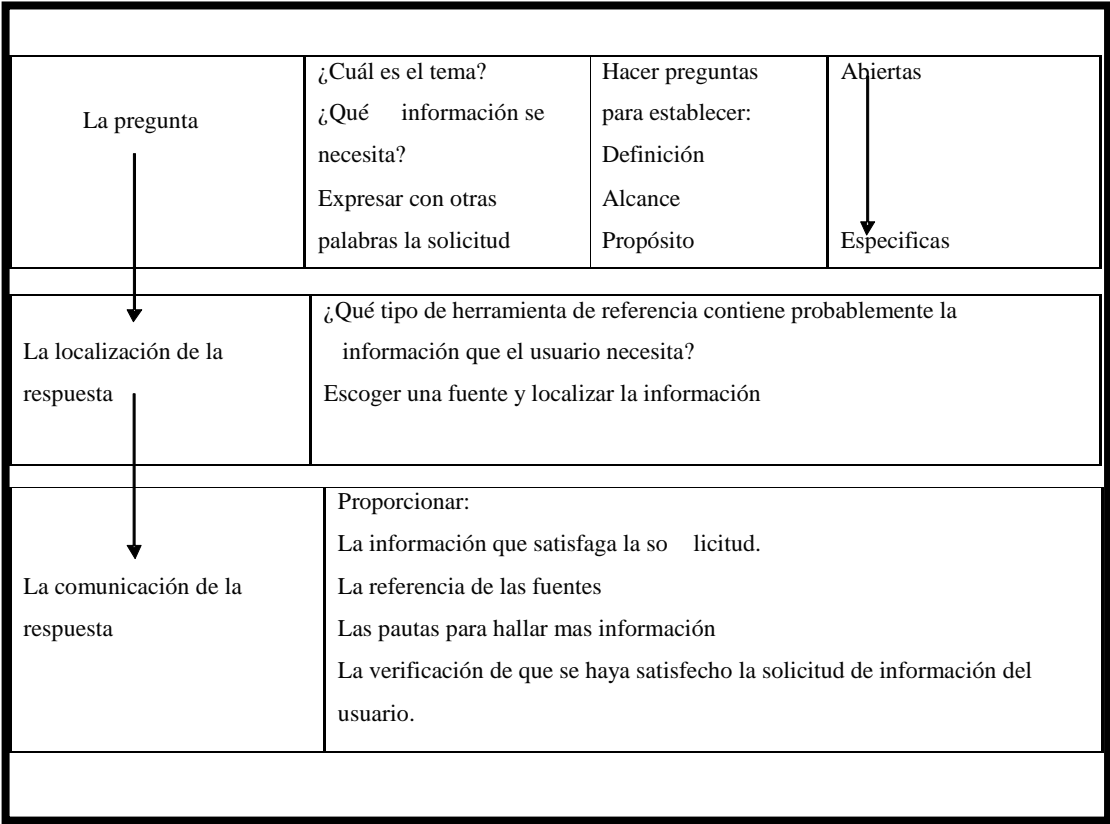 La pregunta
¿Cuál es el tema?
¿Qué información se
necesita?
Expresar con otras
palabras la solicitud
Hacer preguntas
para establecer:
Definición
Alcance
Propósito
Abiertas
Especificas
La localización de la
respuesta
¿Qué tipo de herramienta de referencia contiene probablemente la
información que el usuario necesita?
Escoger una fuente y localizar la información
La comunicación de la
respuesta
Proporcionar:
La información que satisfaga la so licitud.
La referencia de las fuentes
Las pautas para hallar mas información
La verificación de que se haya satisfecho la solicitud de información del
usuario.